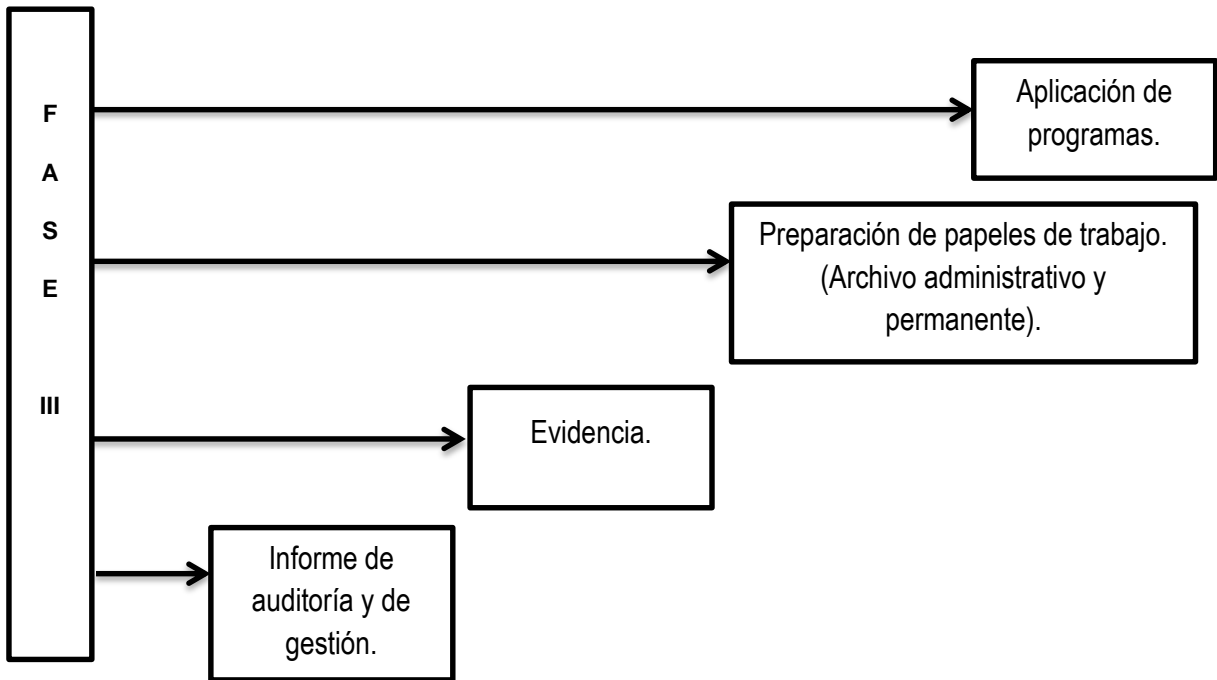 F
A
S
E
III
Aplicación de
programas.
Preparación de papeles de trabajo.
(Archivo administrativo y
permanente).
Evidencia.
Informe de
auditoría y de
gestión.